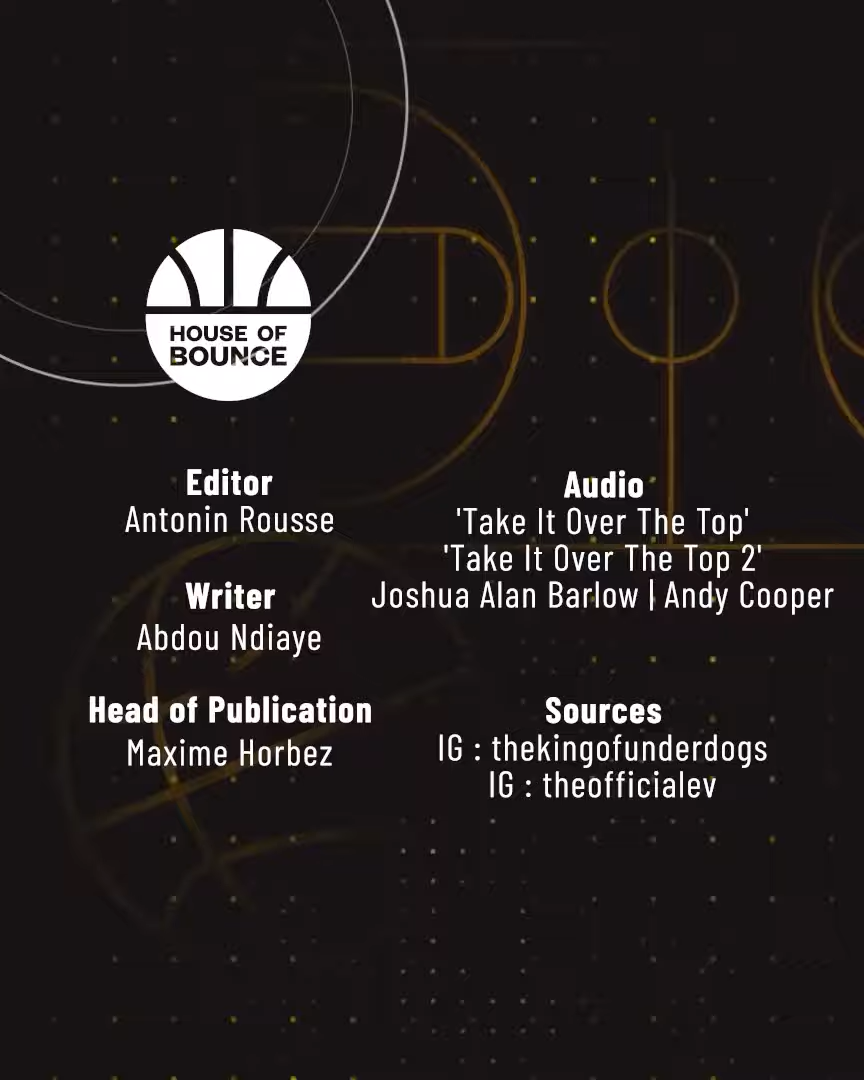 HOUSE OF
BOUNCE
Editor
Antonin Rousse
Writer
Abdou Ndiaye
Head of Publication
Maxime Horbez
Audio
'Take It Over The Top'
'Take It Over The Top 2'
Joshua Alan Barlow | Andy Cooper
Sources
IG : thekingofunderdogs
IG : theofficialev